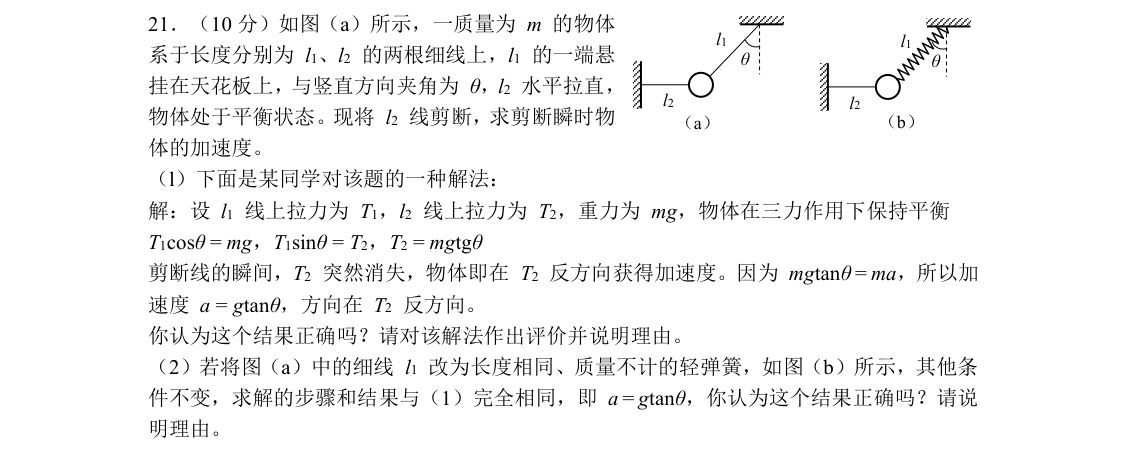 21．（10 分）如图（a）所示，一质量为 m 的物体
系于长度分别为 l₁、l₂ 的两根细线上，l₁ 的一端悬
挂在天花板上，与竖直方向夹角为 θ，l₂ 水平拉直，
物体处于平衡状态。现将 l₂ 线剪断，求剪断瞬时物
体的加速度。
l₁
θ
l₂
（a）
l₁
θ
l₂
（b）
（l）下面是某同学对该题的一种解法：
解：设 l₁ 线上拉力为 T₁，l₂ 线上拉力为 T₂，重力为 mg，物体在三力作用下保持平衡
T₁cosθ = mg，T₁sinθ = T₂，T₂ = mgtgθ
剪断线的瞬间，T₂ 突然消失，物体即在 T₂ 反方向获得加速度。因为 mgtanθ = ma，所以加
速度 a = gtanθ，方向在 T₂ 反方向。
你认为这个结果正确吗？请对该解法作出评价并说明理由。
（2）若将图（a）中的细线 l₁ 改为长度相同、质量不计的轻弹簧，如图（b）所示，其他条
件不变，求解的步骤和结果与（1）完全相同，即 a = gtanθ，你认为这个结果正确吗？请说
明理由。